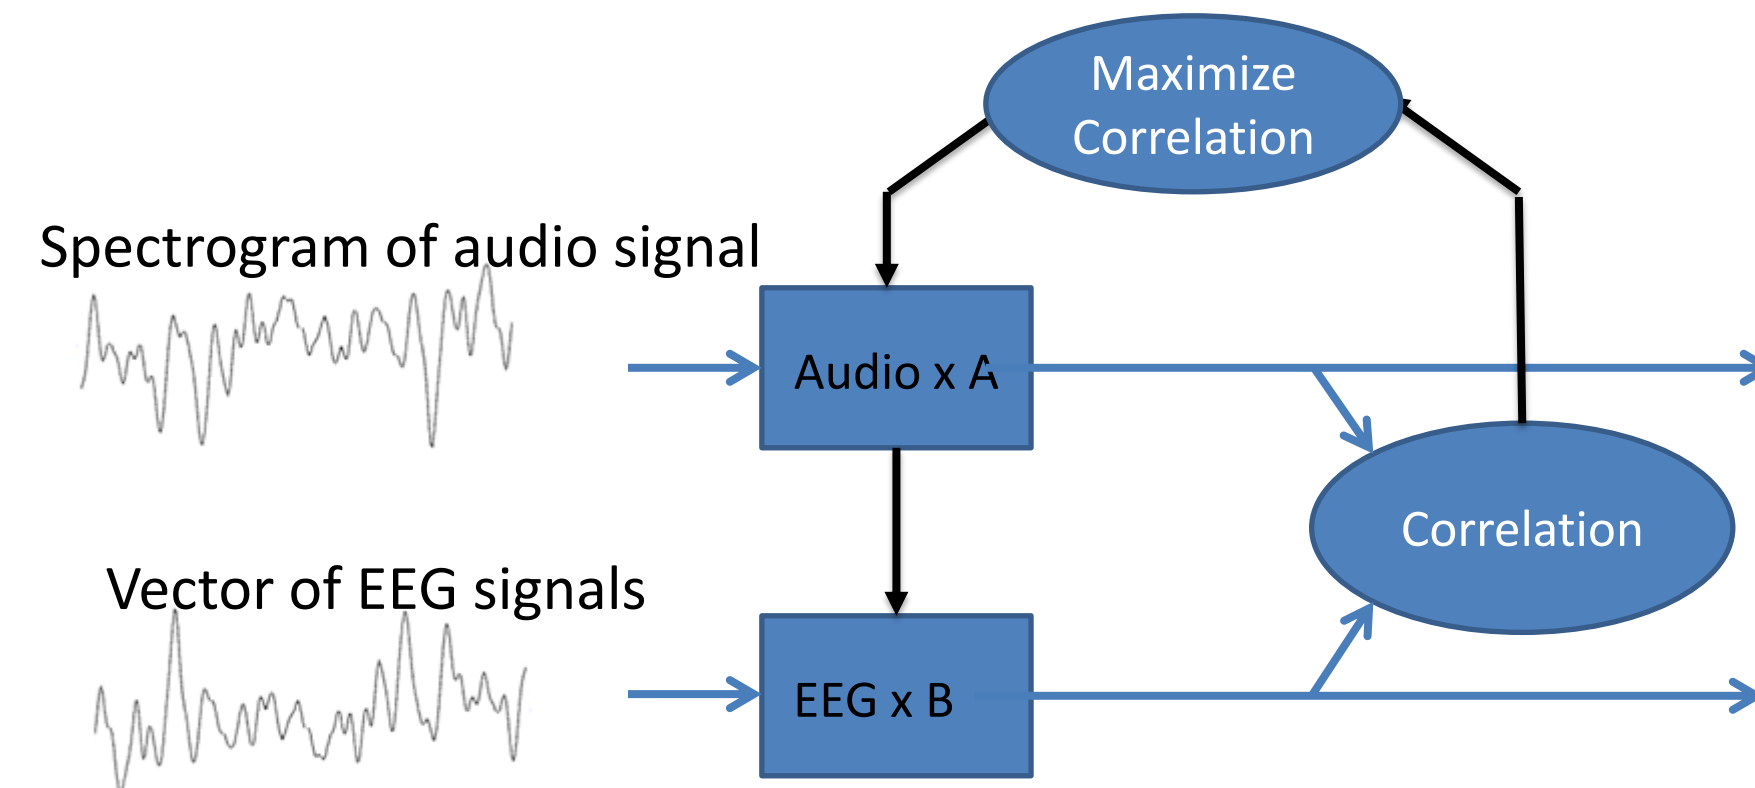 Maximize
Correlation
Spectrogram of audio signal
Audio x A
Correlation
Vector of EEG signals
EEG x B